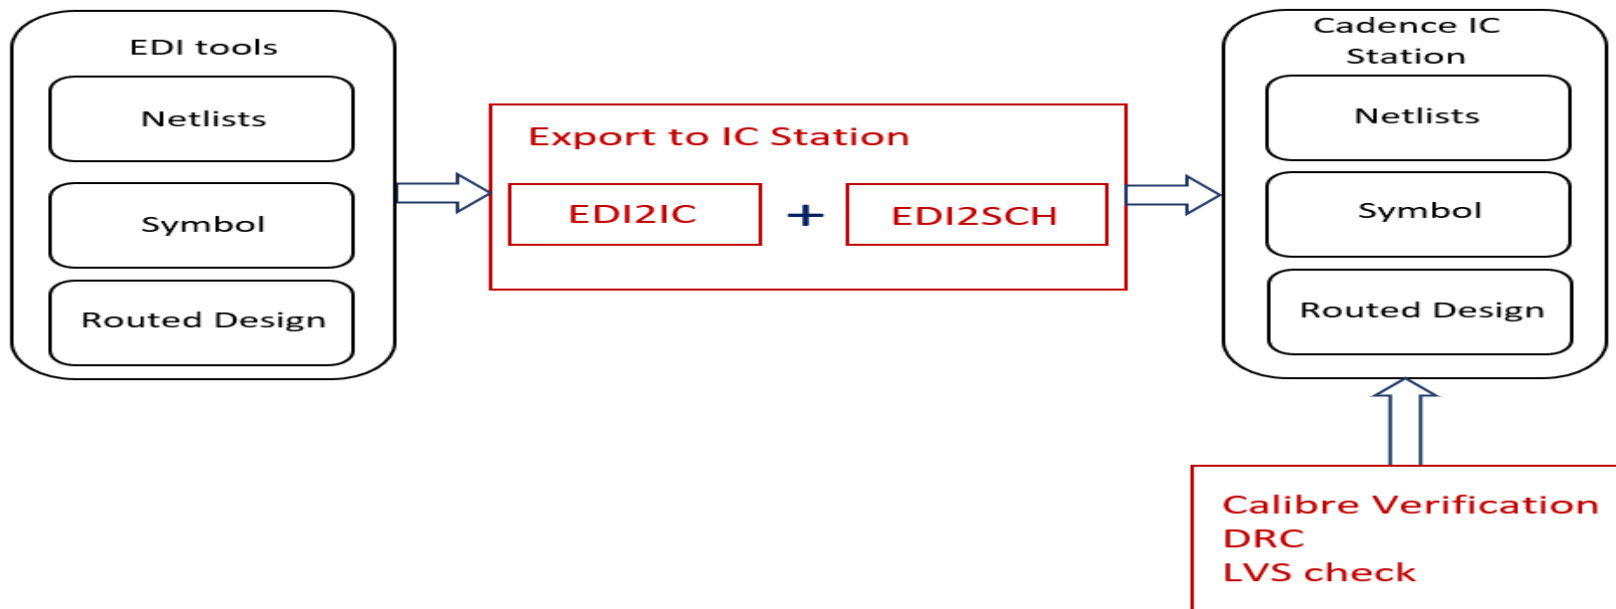 EDI tools
Netlists
Symbol
Routed Design
Export to IC Station
EDI2IC
+
EDI2SCH
Cadence IC
Station
Netlists
Symbol
Routed Design
Calibre Verification
DRC
LVS check